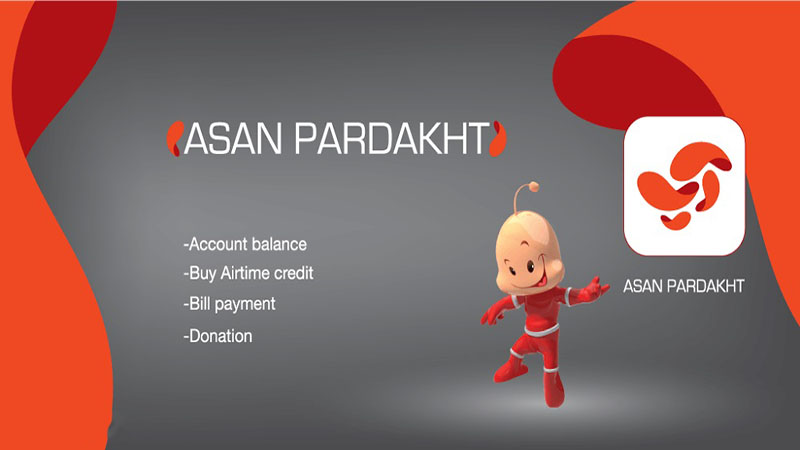 ASAN PARDAKHT
-Account balance
-Buy Airtime credit
-Bill payment
-Donation
ASAN PARDAKHT